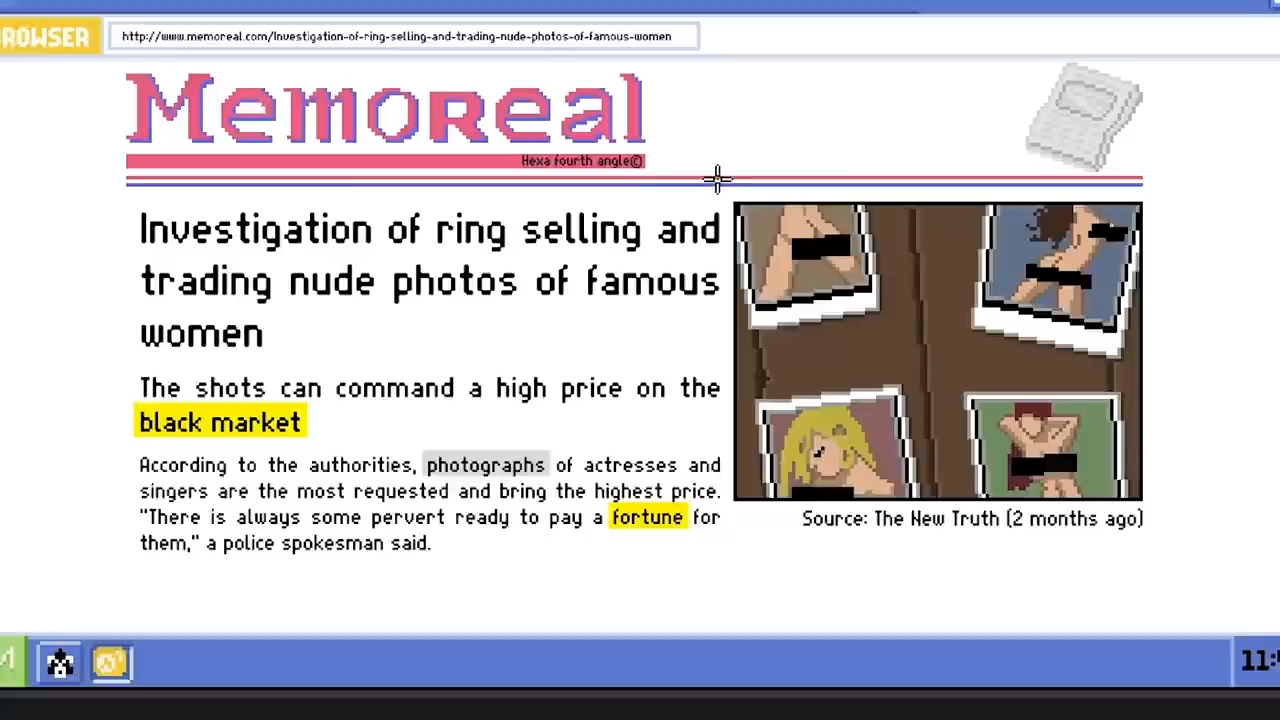 ROWSER
http://www.memoreal.com/Investigation-of-ring-selling-and-trading-nude-photos-of-famous-women
Memoreal
Hexa fourth angle©
Investigation of ring selling and
trading nude photos of famous
women
The shots can command a high price on the
black market
According to the authorities, photographs of actresses and
singers are the most requested and bring the highest price.
"There is always some pervert ready to pay a fortune for
them," a police spokesman said.
Source: The New Truth (2 months ago)